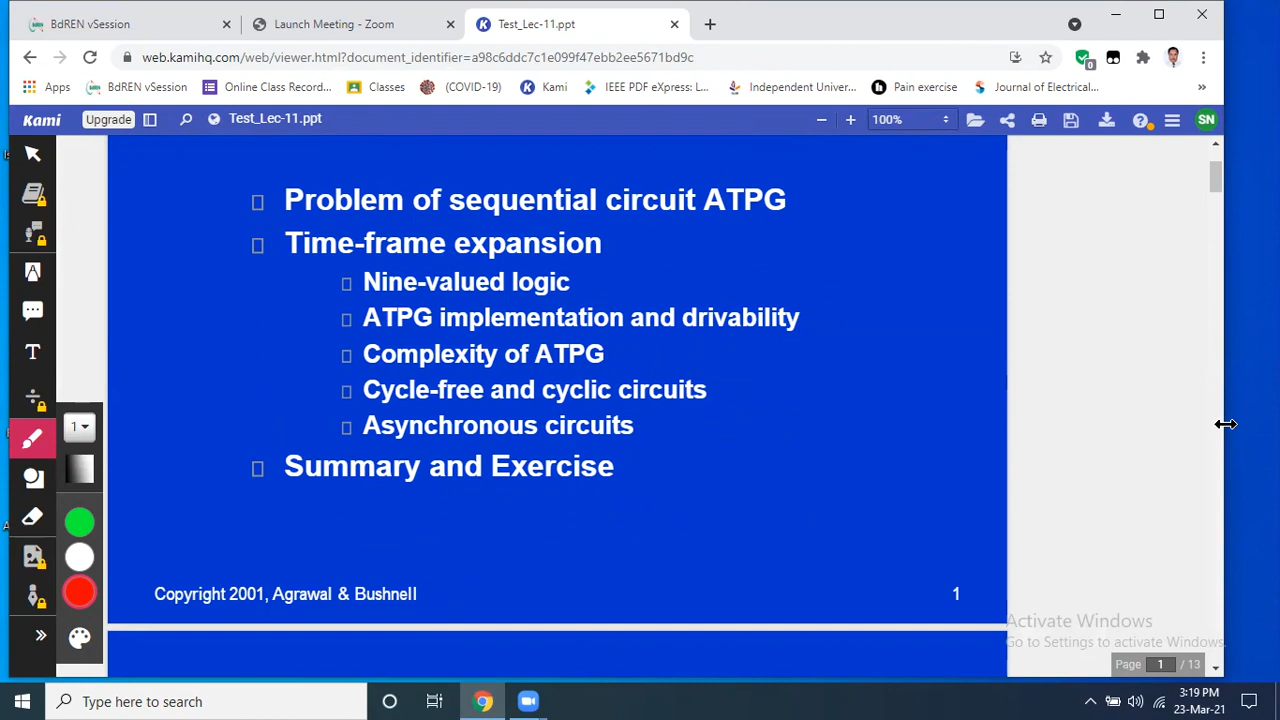 BdREN vSession
Launch Meeting - Zoom
Test_Lec-11.ppt
web.kamihq.com/web/viewer.html?document_identifier=a98c6ddc7c1e099f47ebb2ee5671bd9c
0
Apps
BdREN vSession
Online Class Record...
Classes
(COVID-19)
Kami
IEEE PDF eXpress: L...
Independent Univer...
Pain exercise
Journal of Electrical...
Kami
Upgrade
Test_Lec-11.ppt
100%
SN
Problem of sequential circuit ATPG
Time-frame expansion
Nine-valued logic
ATPG implementation and drivability
Complexity of ATPG
Cycle-free and cyclic circuits
Asynchronous circuits
Summary and Exercise
1
Copyright 2001, Agrawal & Bushnell
1
Activate Windows
Go to Settings to activate Windows.
Page 1 / 13
Type here to search
3:19 PM
23-Mar-21